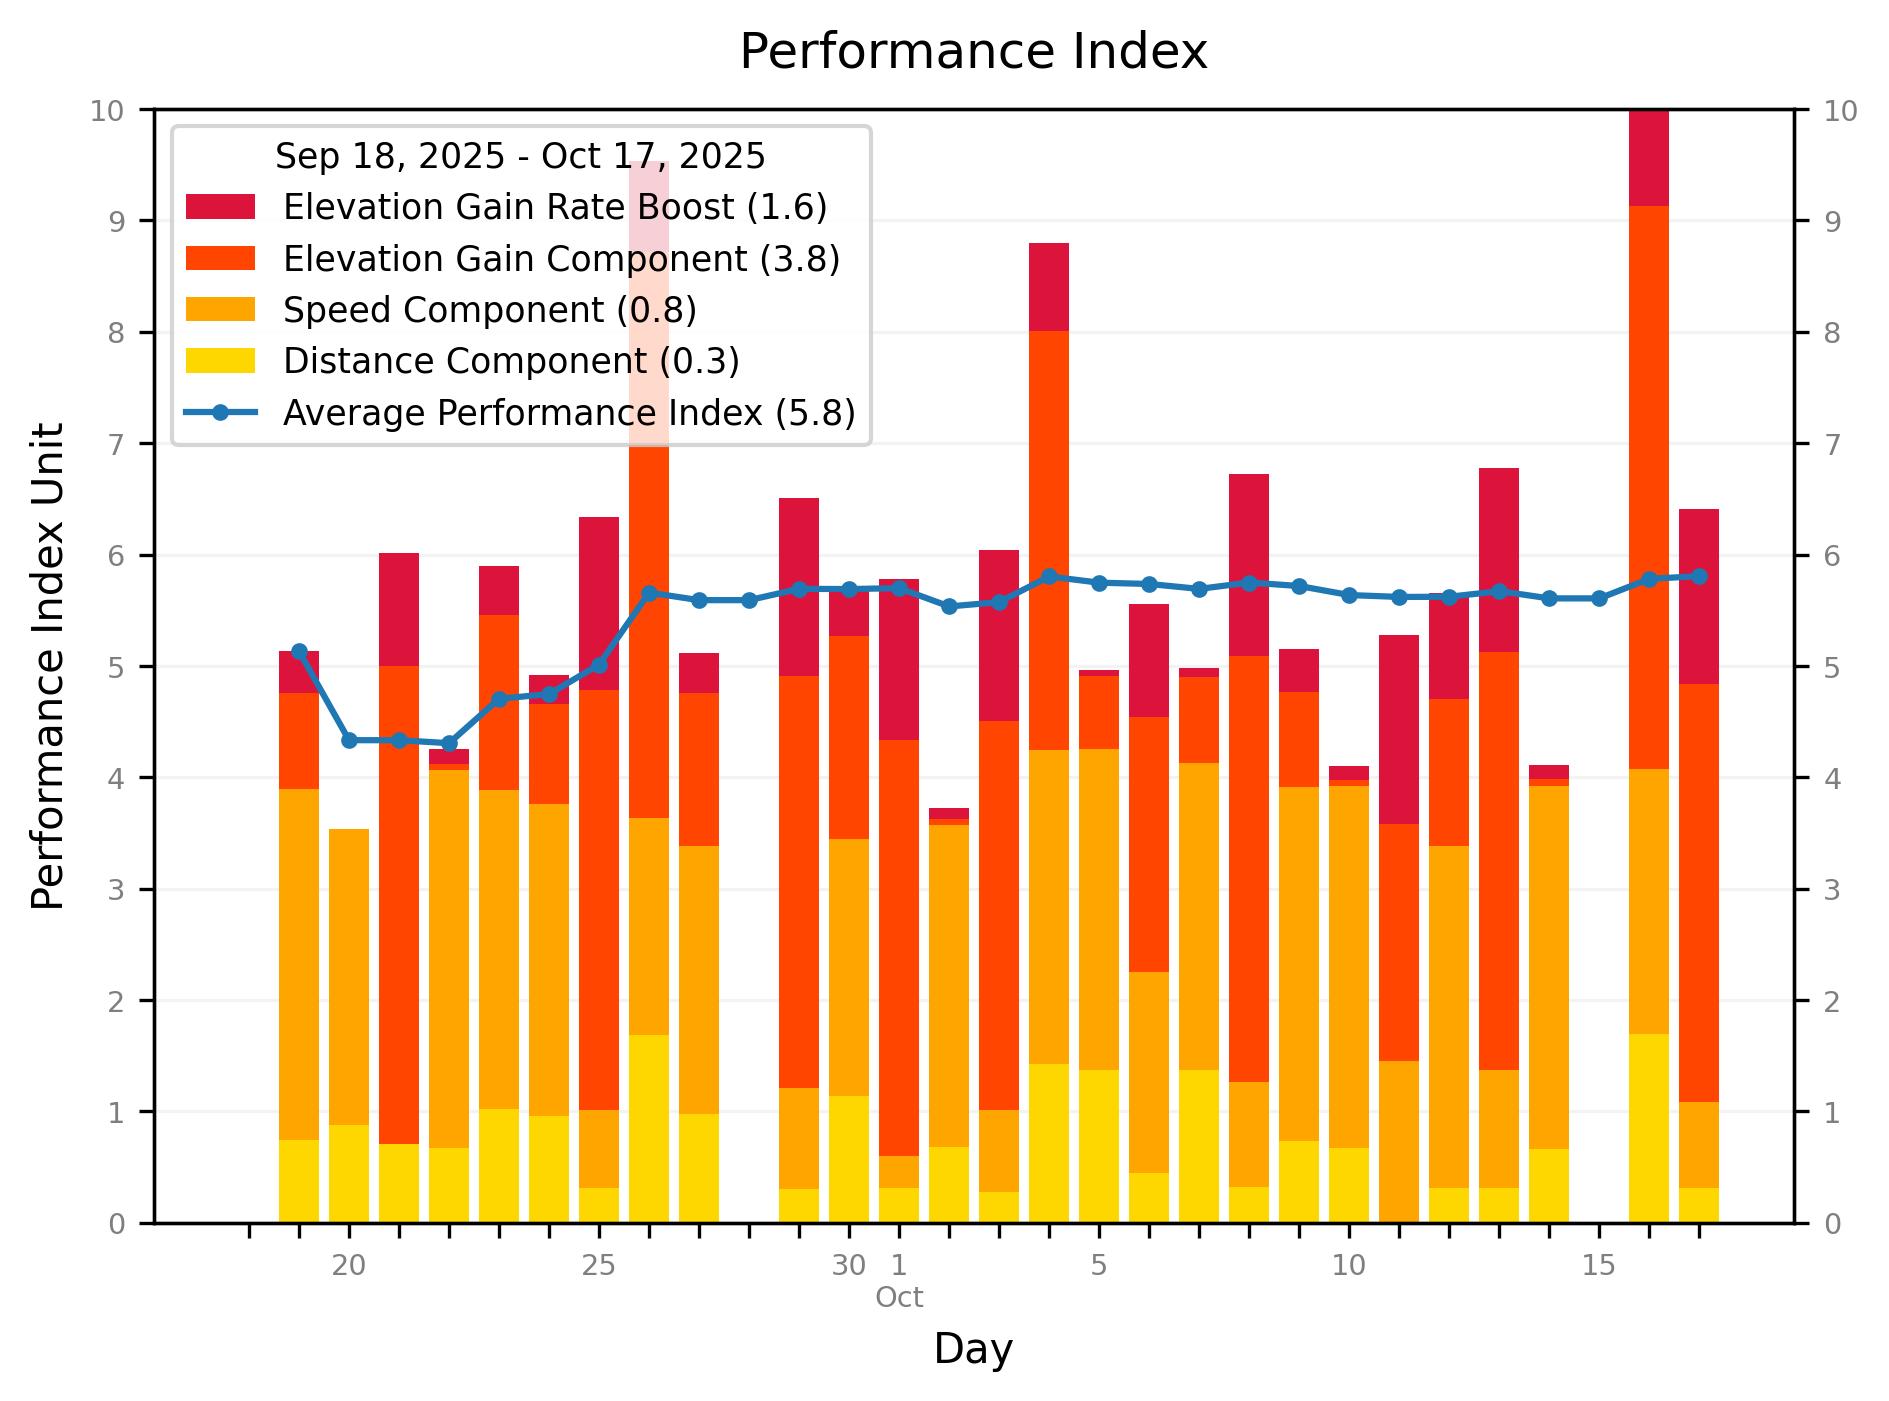 Performance Index
Sep 18, 2025 - Oct 17, 2025
Elevation Gain Rate Boost (1.6)
Elevation Gain Component (3.8)
Speed Component (0.8)
Distance Component (0.3)
Average Performance Index (5.8)
Performance Index Unit
10
9
8
7
6
5
4
3
2
1
0
10
9
8
7
6
5
4
3
2
1
0
20 25 30 1 5 10 15
Oct
Day